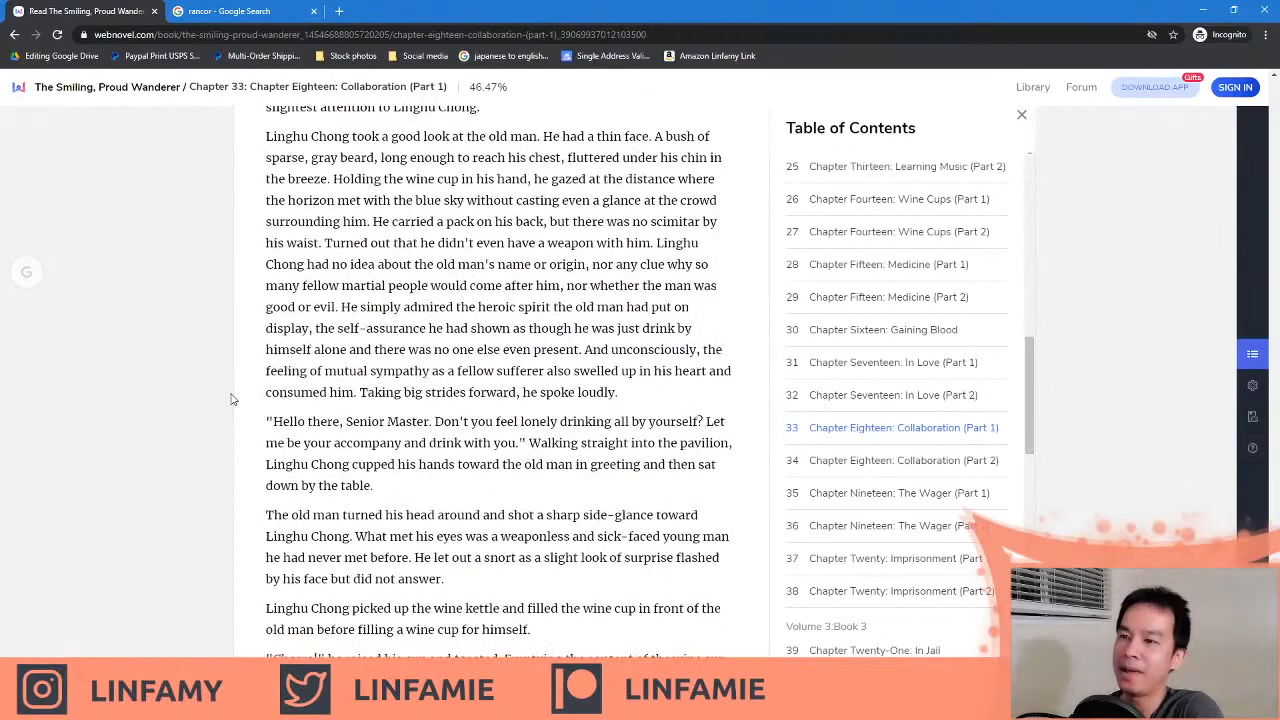 Read The Smiling, Proud Wande
rancor - Google Search
webnovel.com/book/the-smiling-proud-wanderer_14546688805720205/chapter-eighteen-collaboration-(part-1)_39069937012103500
Incognito
Editing Google Drive
Paypal Print USPS S...
Multi-Order Shippi...
Stock photos
Social media
japanese to english...
Single Address Vali...
Amazon Linfamy Link
The Smiling, Proud Wanderer / Chapter 33: Chapter Eighteen: Collaboration (Part 1)
46.47%
Library
Forum
DOWNLOAD APP
Gifts
SIGN IN
slightest attention to Linghu Chong.
Linghu Chong took a good look at the old man. He had a thin face. A bush of
sparse, gray beard, long enough to reach his chest, fluttered under his chin in
the breeze. Holding the wine cup in his hand, he gazed at the distance where
the horizon met with the blue sky without casting even a glance at the crowd
surrounding him. He carried a pack on his back, but there was no scimitar by
his waist. Turned out that he didn't even have a weapon with him. Linghu
Chong had no idea about the old man's name or origin, nor any clue why so
many fellow martial people would come after him, nor whether the man was
good or evil. He simply admired the heroic spirit the old man had put on
display, the self-assurance he had shown as though he was just drink by
himself alone and there was no one else even present. And unconsciously, the
feeling of mutual sympathy as a fellow sufferer also swelled up in his heart and
consumed him. Taking big strides forward, he spoke loudly.
"Hello there, Senior Master. Don't you feel lonely drinking all by yourself? Let
me be your accompany and drink with you." Walking straight into the pavilion,
Linghu Chong cupped his hands toward the old man in greeting and then sat
down by the table.
The old man turned his head around and shot a sharp side-glance toward
Linghu Chong. What met his eyes was a weaponless and sick-faced young man
he had never met before. He let out a snort as a slight look of surprise flashed
by his face but did not answer.
Linghu Chong picked up the wine kettle and filled the wine cup in front of the
old man before filling a wine cup for himself.
Table of Contents
25 Chapter Thirteen: Learning Music (Part 2)
26 Chapter Fourteen: Wine Cups (Part 1)
27 Chapter Fourteen: Wine Cups (Part 2)
28 Chapter Fifteen: Medicine (Part 1)
29 Chapter Fifteen: Medicine (Part 2)
30 Chapter Sixteen: Gaining Blood
31 Chapter Seventeen: In Love (Part 1)
32 Chapter Seventeen: In Love (Part 2)
33 Chapter Eighteen: Collaboration (Part 1)
34 Chapter Eighteen: Collaboration (Part 2)
35 Chapter Nineteen: The Wager (Part 1)
36 Chapter Nineteen: The Wager (Part
37 Chapter Twenty: Imprisonment (Part
38 Chapter Twenty: Imprisonment (Part 2)
Volume 3:Book 3
39 Chapter Twenty-One: In Jail
LINFAMY
LINFAMIE
LINFAMIE